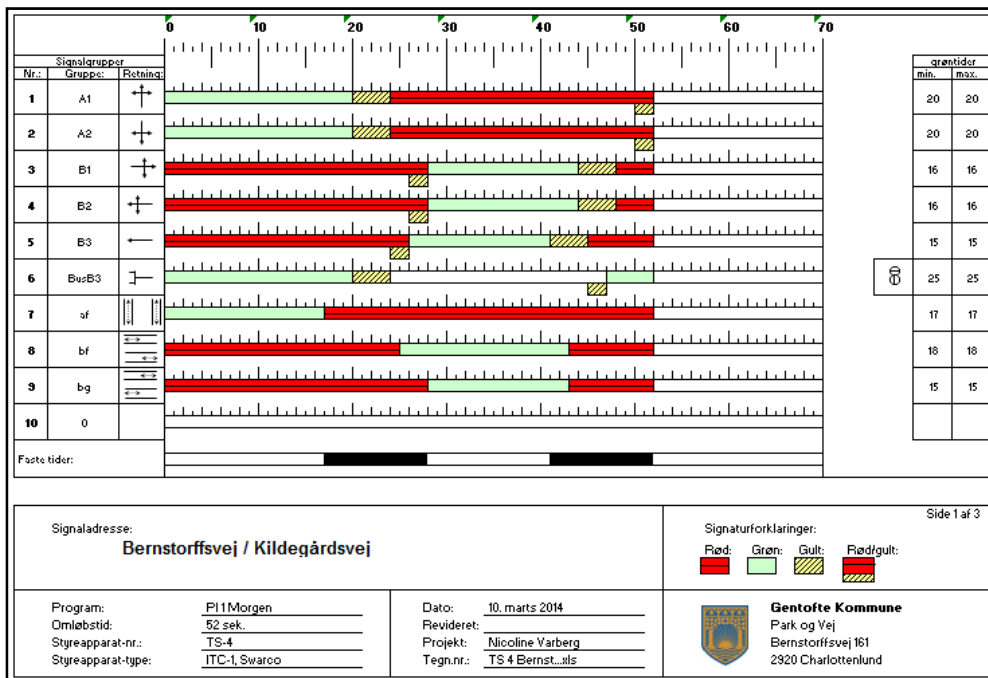 0 10 20 30 40 50 60 70
Signalgrupper grøntider
Nr.: Gruppe: Retning: min. max.
1 A1 20 20
2 A2 20 20
3 B1 16 16
4 B2 16 16
5 B3 15 15
6 BusB3 25 25
7 af 17 17
8 bf 18 18
9 bg 15 15
10 0
Faste tider:
Side 1 af 3
Signaladresse:
Bernstorffsvej / Kildegårdsvej
Signaturforklaringer:
Rød: Grøn: Gult: Rød/gult:
Program: Pl 1 Morgen
Omløbstid: 52 sek.
Styreapparat-nr.: TS-4
Styreapparat-type: ITC-1, Swarco
Dato: 10. marts 2014
Revideret:
Projekt: Nicoline Varberg
Tegn.nr.: TS 4 Bernst...xls
Gentofte Kommune
Park og Vej
Bernstorffsvej 161
2920 Charlottenlund